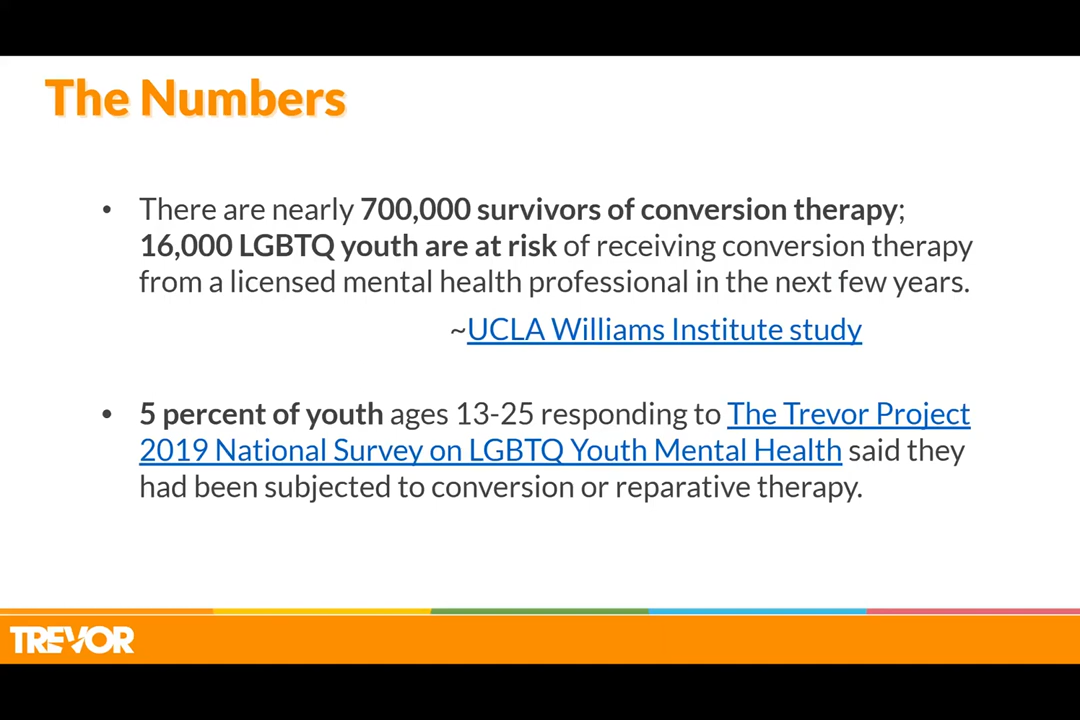 The Numbers
• There are nearly 700,000 survivors of conversion therapy;
16,000 LGBTQ youth are at risk of receiving conversion therapy
from a licensed mental health professional in the next few years.
~UCLA Williams Institute study
• 5 percent of youth ages 13-25 responding to The Trevor Project
2019 National Survey on LGBTQ Youth Mental Health said they
had been subjected to conversion or reparative therapy.
TREVOR